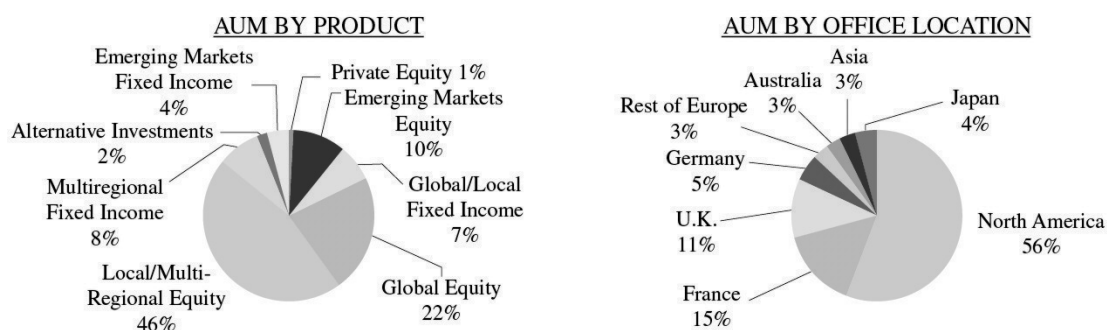 AUM BY PRODUCT
Emerging Markets
Fixed Income
4%
Private Equity 1%
Emerging Markets
Equity
10%
Alternative Investments
2%
Global/Local
Fixed Income
7%
Multiregional
Fixed Income
8%
Local/Multi-
Regional Equity
46%
Global Equity
22%
AUM BY OFFICE LOCATION
Asia
3%
Australia
3%
Japan
4%
Rest of Europe
3%
Germany
5%
U.K.
11%
North America
56%
France
15%